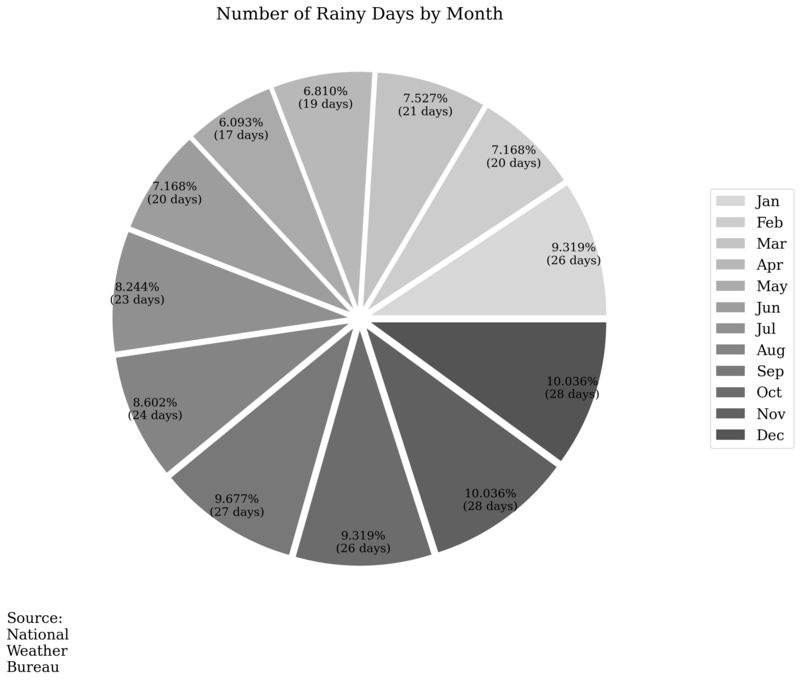 Number of Rainy Days by Month
6.810%
(19 days)
7.527%
(21 days)
6.093%
(17 days)
7.168%
(20 days)
7.168%
(20 days)
9.319%
(26 days)
8.244%
(23 days)
10.036%
(28 days)
8.602%
(24 days)
9.677%
(27 days)
10.036%
(28 days)
9.319%
(26 days)
Jan
Feb
Mar
Apr
May
Jun
Jul
Aug
Sep
Oct
Nov
Dec
Source:
National
Weather
Bureau